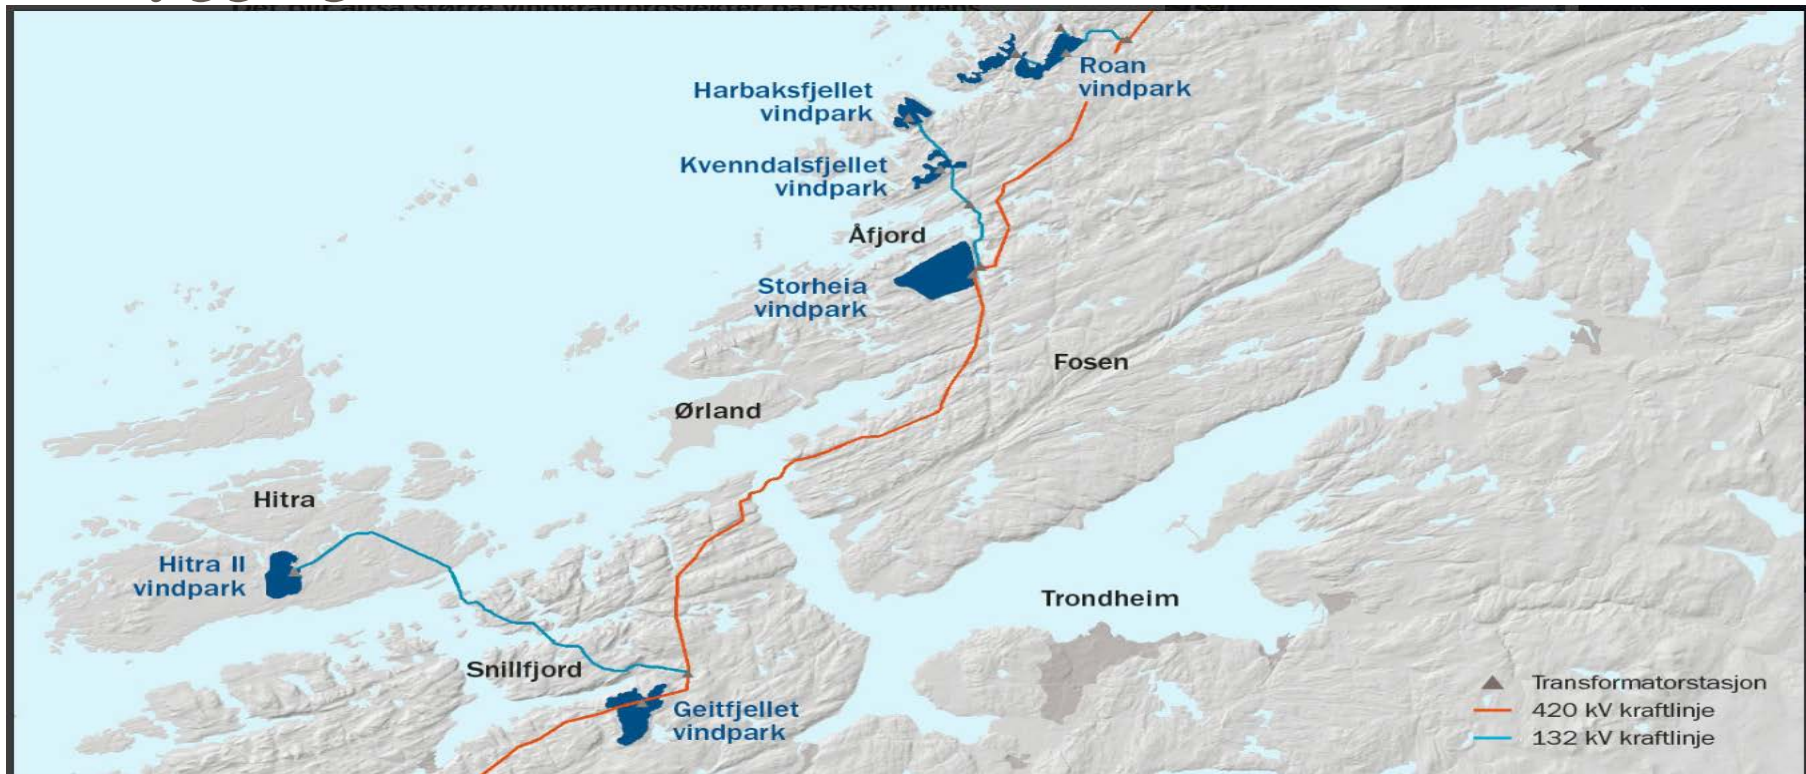 Roan
vindpark
Harbaksfjellet
vindpark
Kvenndalsfjellet
vindpark
Åfjord
Storheia
vindpark
Fosen
Ørland
Hitra
Hitra II
vindpark
Trondheim
Snillfjord
Geitfjellet
vindpark
Transformatorstasjon
420 kV kraftlinje
132 kV kraftlinje